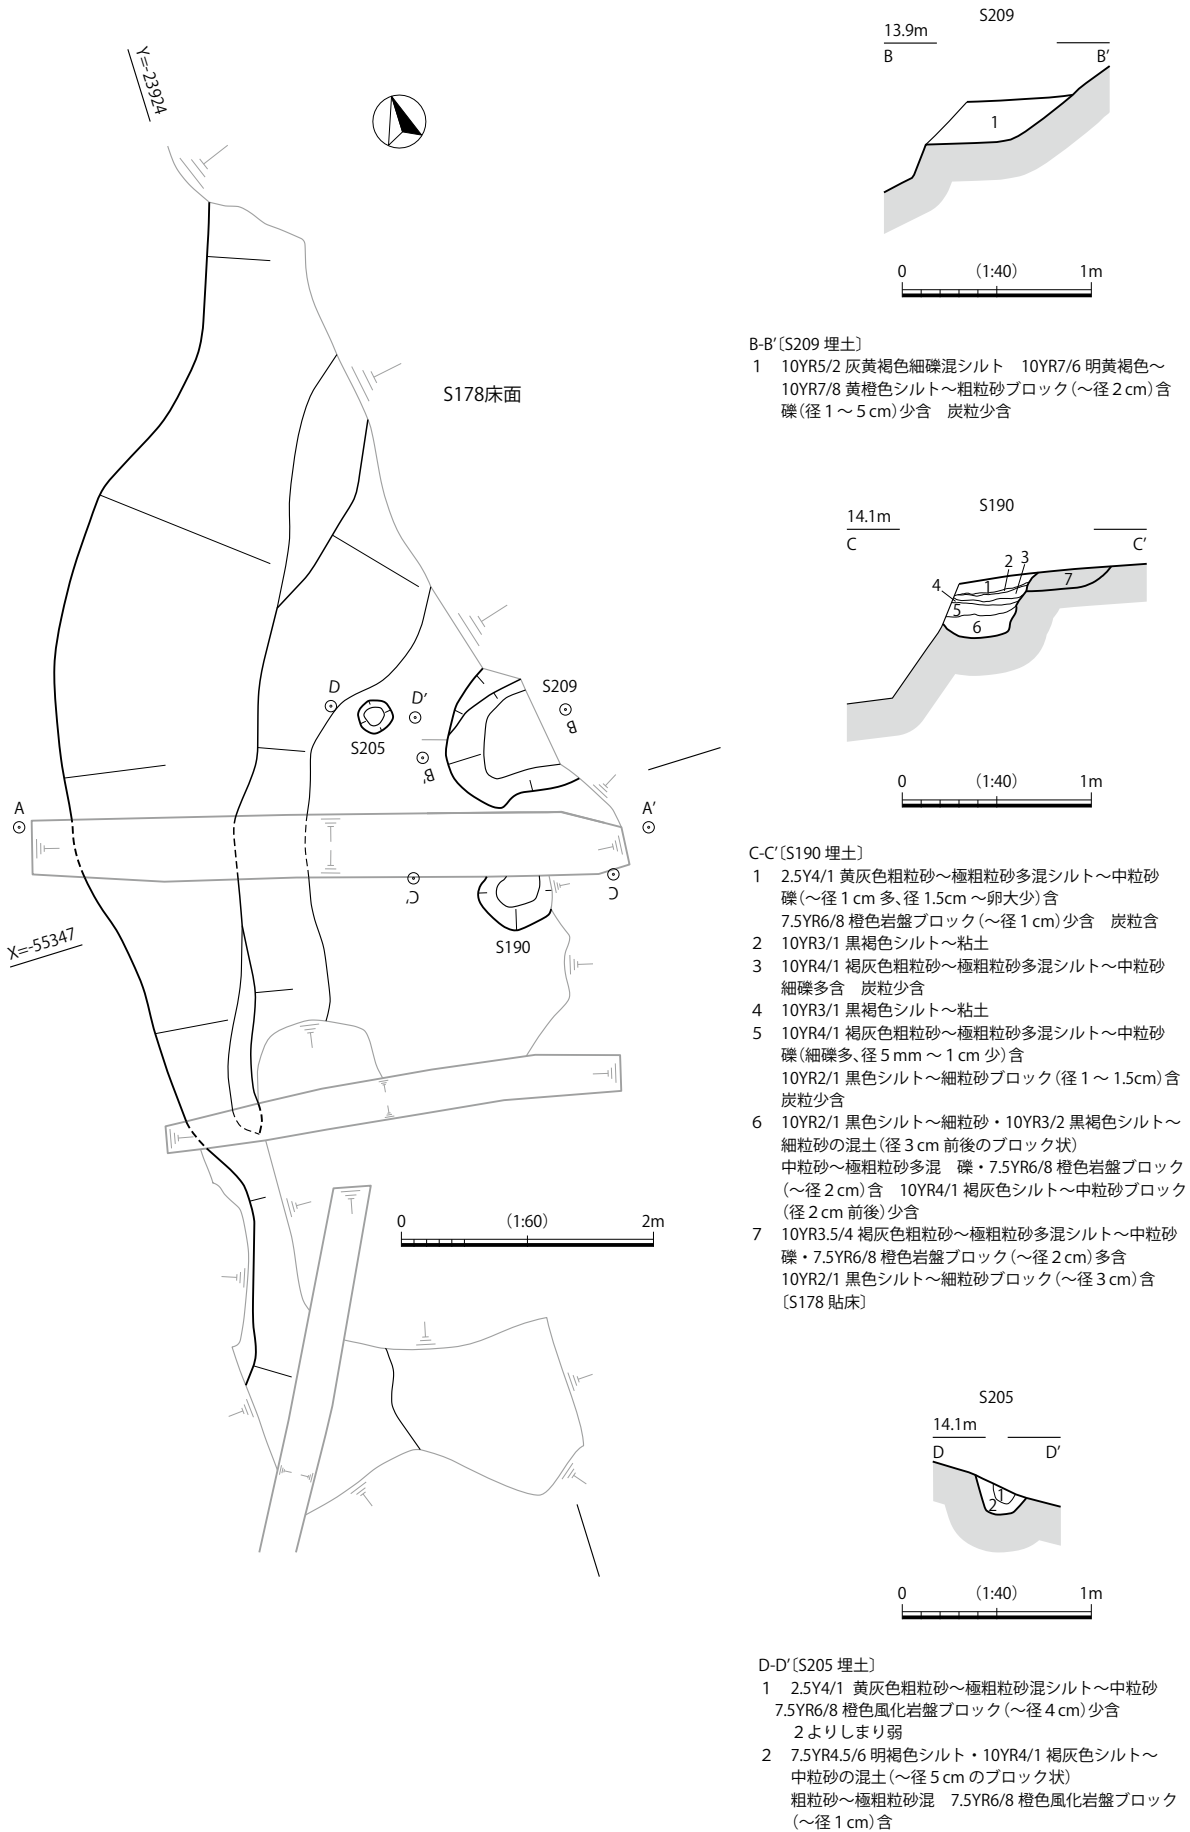 Y=-23924
S178床面
D
D'
S205
S209
B
B'
A
A'
C'
C
S190
X=-55347
0 （1:60） 2m
S209
13.9m
B B'
1
0 （1:40） 1m
B-B'〔S209 埋土〕
1 10YR5/2 灰黄褐色細礫混シルト 10YR7/6 明黄褐色～
10YR7/8 黄橙色シルト～粗粒砂ブロック（～径２cm）含
礫（径１～５cm）少含 炭粒少含
S190
14.1m
C C'
2 3
4 1 7
5
6
0 （1:40） 1m
C-C'〔S190 埋土〕
1 2.5Y4/1 黄灰色粗粒砂～極粗粒砂多混シルト～中粒砂
礫（～径１cm 多、径 1.5cm ～卵大少）含
7.5YR6/8 橙色岩盤ブロック（～径１cm）少含 炭粒含
2 10YR3/1 黒褐色シルト～粘土
3 10YR4/1 褐灰色粗粒砂～極粗粒砂多混シルト～中粒砂
細礫多含 炭粒少含
4 10YR3/1 黒褐色シルト～粘土
5 10YR4/1 褐灰色粗粒砂～極粗粒砂多混シルト～中粒砂
礫（細礫多、径５mm ～１cm 少）含
10YR2/1 黒色シルト～細粒砂ブロック（径１～ 1.5cm）含
炭粒少含
6 10YR2/1 黒色シルト～細粒砂・10YR3/2 黒褐色シルト～
細粒砂の混土（径３cm 前後のブロック状）
中粒砂～極粗粒砂多混 礫・7.5YR6/8 橙色岩盤ブロック
（～径２cm）含 10YR4/1 褐灰色シルト～中粒砂ブロック
（径２cm 前後）少含
7 10YR3.5/4 褐灰色粗粒砂～極粗粒砂多混シルト～中粒砂
礫・7.5YR6/8 橙色岩盤ブロック（～径２cm）多含
10YR2/1 黒色シルト～細粒砂ブロック（～径３cm）含
〔S178 貼床〕
S205
14.1m
D D'
1
2
0 （1:40） 1m
D-D'〔S205 埋土〕
1 2.5Y4/1 黄灰色粗粒砂～極粗粒砂混シルト～中粒砂
7.5YR6/8 橙色風化岩盤ブロック（～径４cm）少含
２よりしまり弱
2 7.5YR4.5/6 明褐色シルト・10YR4/1 褐灰色シルト～
中粒砂の混土（～径５cm のブロック状）
粗粒砂～極粗粒砂混 7.5YR6/8 橙色風化岩盤ブロック
（～径１cm）含